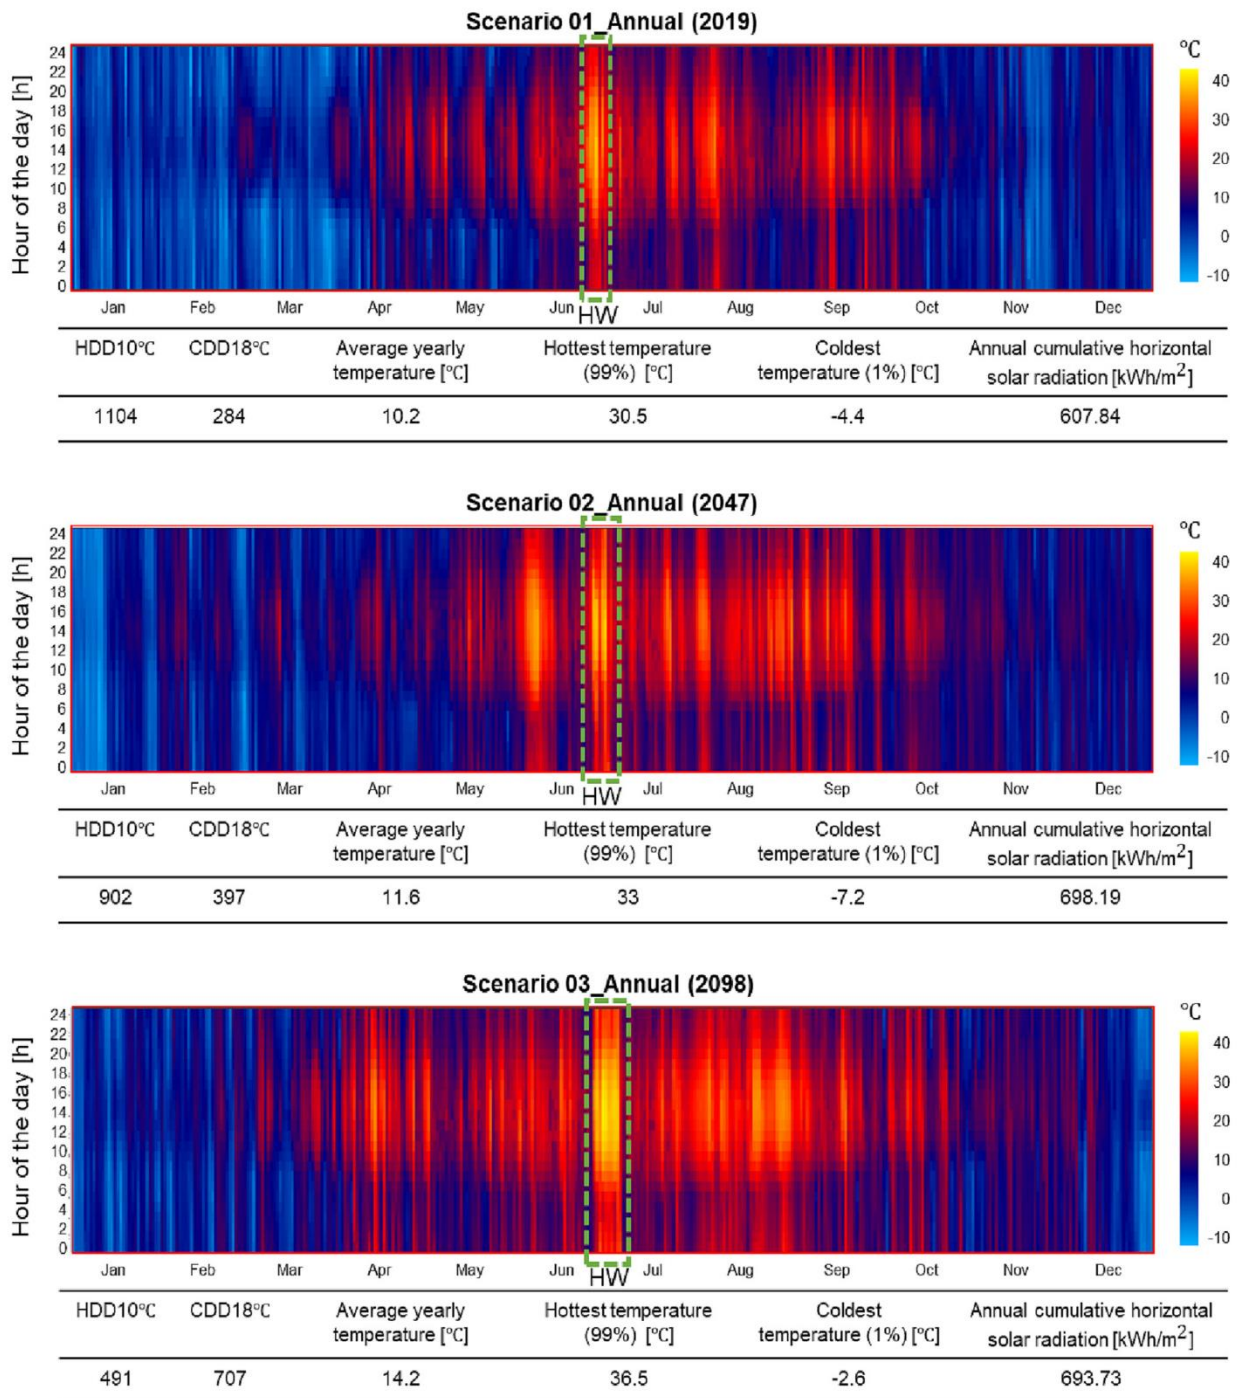 Scenario 01_Annual (2019)
Hour of the day [h]
24
22
20
18
16
14
12
10
8
6
4
2
0
°C
40
30
20
10
0
-10
Jan Feb Mar Apr May Jun Jul Aug Sep Oct Nov Dec
HW
HDD10°C CDD18°C Average yearly Hottest temperature Coldest Annual cumulative horizontal
temperature [°C] (99%) [°C] temperature (1%) [°C] solar radiation [kWh/m²]
1104 284 10.2 30.5 -4.4 607.84
Scenario 02_Annual (2047)
Hour of the day [h]
24
22
20
18
16
14
12
10
8
6
4
2
0
°C
40
30
20
10
0
-10
Jan Feb Mar Apr May Jun Jul Aug Sep Oct Nov Dec
HW
HDD10°C CDD18°C Average yearly Hottest temperature Coldest Annual cumulative horizontal
temperature [°C] (99%) [°C] temperature (1%) [°C] solar radiation [kWh/m²]
902 397 11.6 33 -7.2 698.19
Scenario 03_Annual (2098)
Hour of the day [h]
24
22
20
18
16
14
12
10
8
6
4
2
0
°C
40
30
20
10
0
-10
Jan Feb Mar Apr May Jun Jul Aug Sep Oct Nov Dec
HW
HDD10°C CDD18°C Average yearly Hottest temperature Coldest Annual cumulative horizontal
temperature [°C] (99%) [°C] temperature (1%) [°C] solar radiation [kWh/m²]
491 707 14.2 36.5 -2.6 693.73